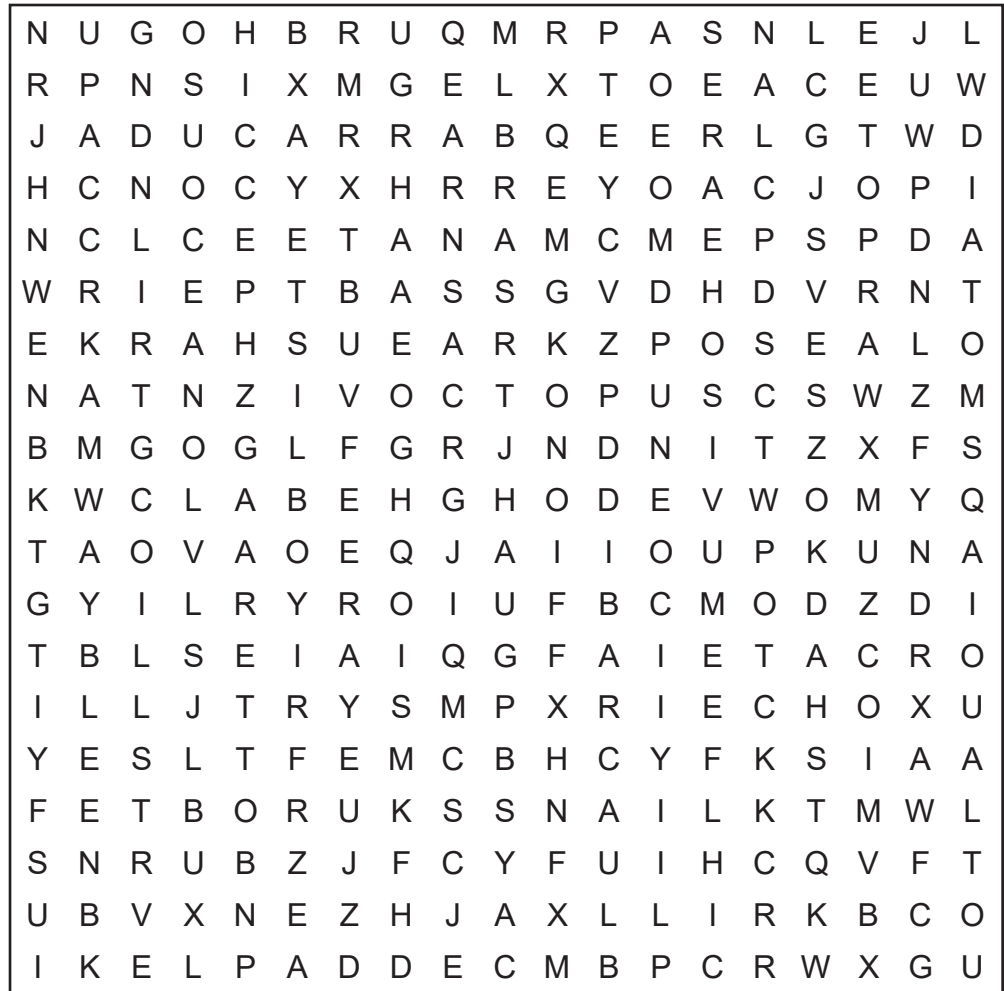 N U G O H B R U Q M R P A S N L E J L
R P N S I X M G E L X T O E A C E U W
J A D U C A R R A B Q E E R L G T W D
H C N O C Y X H R R E Y O A C J O P I
N C L C E E T A N A M C M E P S P D A
W R I E P T B A S S G V D H D V R N T
E K R A H S U E A R K Z P O S E A L O
N A T N Z I V O C T O P U S C S W Z M
B M G O G L F G R J N D N I T Z X F S
K W C L A B E H G H O D E V W O M Y Q
T A O V A O E Q J A I I O U P K U N A
G Y I L R Y R O I U F B C M O D Z D I
T B L S E I A I Q G F A I E T A C R O
I L L J T R Y S M P X R I E C H O X U
Y E S L T F E M C B H C Y F K S I A A
F E T B O R U K S S N A I L K T M W L
S N R U B Z J F C Y F U I H C Q V F T
U B V X N E Z H J A X L L I R K B C O
I K E L P A D D E C M B P C R W X G U